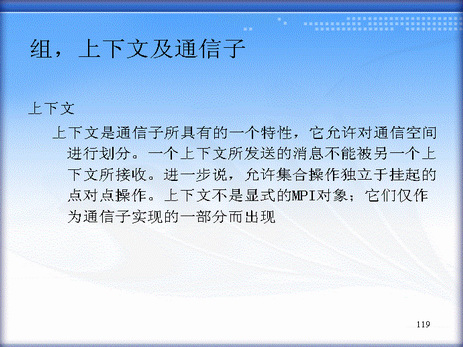 组，上下文及通信子
上下文
上下文是通信子所具有的一个特性，它允许对通信空间
进行划分。一个上下文所发送的消息不能被另一个上
下文所接收。进一步说，允许集合操作独立于挂起的
点对点操作。上下文不是显式的MPI对象；它们仅作
为通信子实现的一部分而出现
119